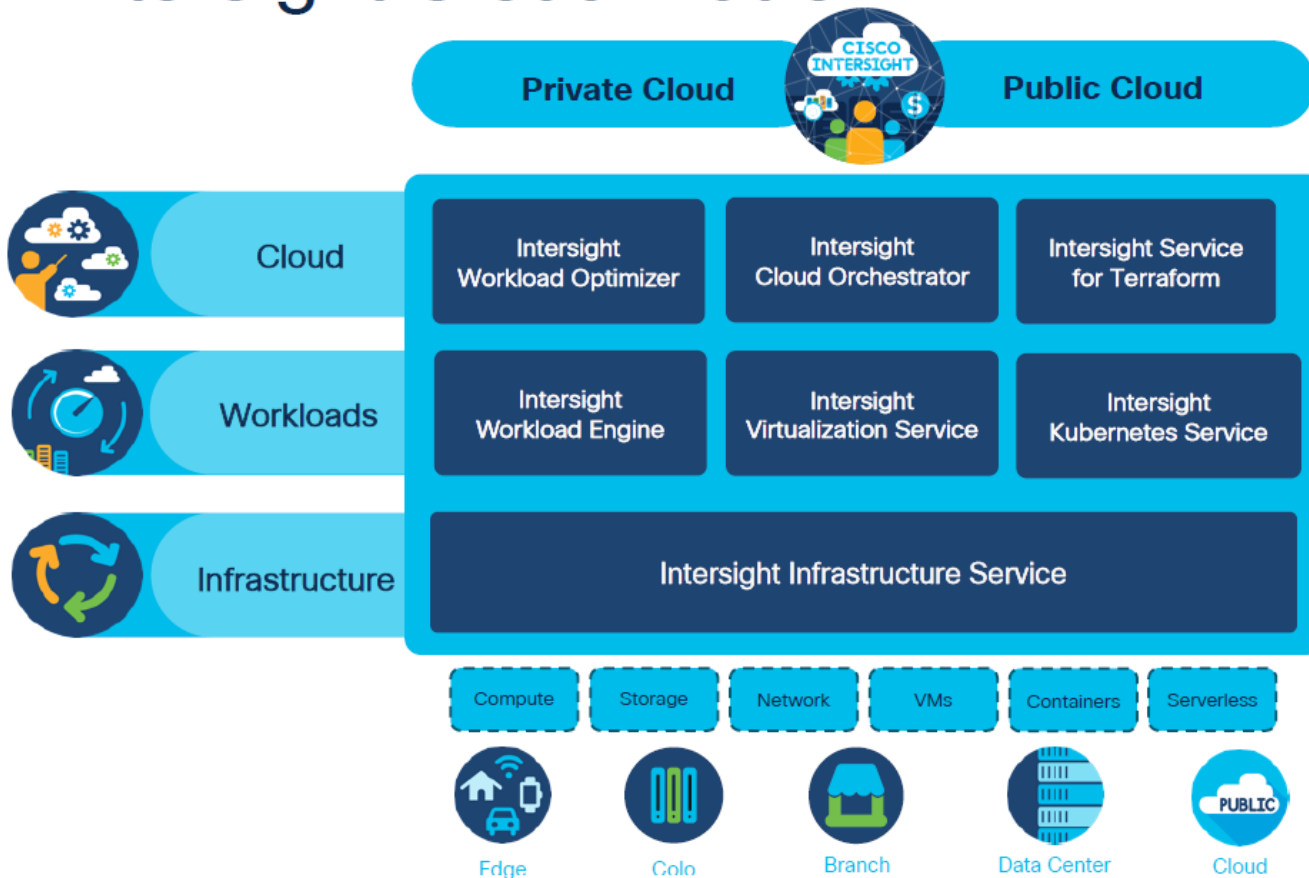 CISCO
INTERSIGHT
Private Cloud
Public Cloud
$
Cloud
Intersight
Workload Optimizer
Intersight
Cloud Orchestrator
Intersight Service
for Terraform
Workloads
Intersight
Workload Engine
Intersight
Virtualization Service
Intersight
Kubernetes Service
Infrastructure
Intersight Infrastructure Service
Compute
Storage
Network
VMs
Containers
Serverless
PUBLIC
Edge
Colo
Branch
Data Center
Cloud